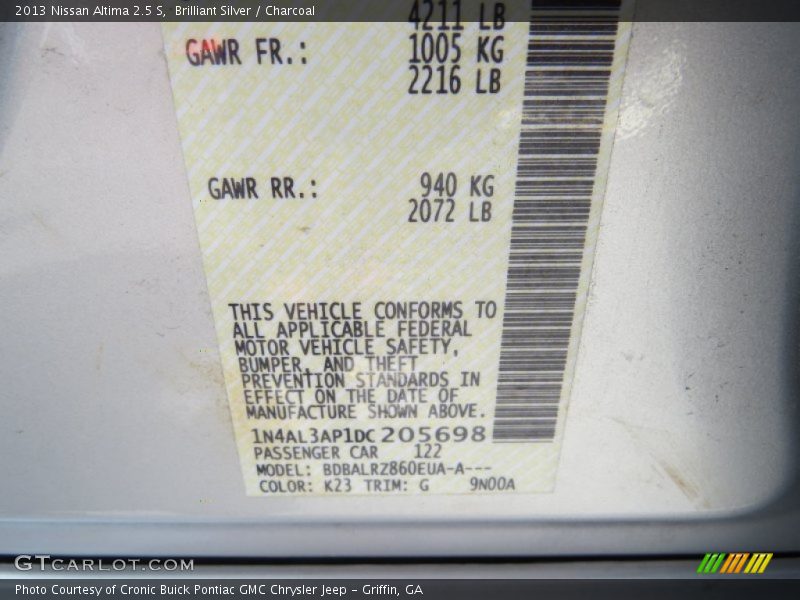 2013 Nissan Altima 2.5 S, Brilliant Silver / Charcoal
4211 LB
GAWR FR.: 1005 KG
2216 LB
GAWR RR.: 940 KG
2072 LB
THIS VEHICLE CONFORMS TO
ALL APPLICABLE FEDERAL
MOTOR VEHICLE SAFETY,
BUMPER, AND THEFT
PREVENTION STANDARDS IN
EFFECT ON THE DATE OF
MANUFACTURE SHOWN ABOVE.
1N4AL3AP1DC205698
PASSENGER CAR 122
MODEL: BDBALRZ860EUA-A---
COLOR: K23 TRIM: G 9N00A
GTCARLOT.COM
Photo Courtesy of Cronic Buick Pontiac GMC Chrysler Jeep - Griffin, GA